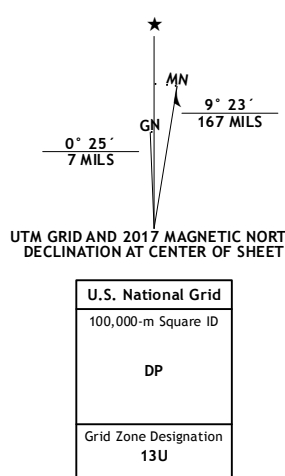 ★
MN
GN
9° 23´
167 MILS
0° 25´
7 MILS
UTM GRID AND 2017 MAGNETIC NORT
DECLINATION AT CENTER OF SHEET
U.S. National Grid
100,000-m Square ID
DP
Grid Zone Designation
13U